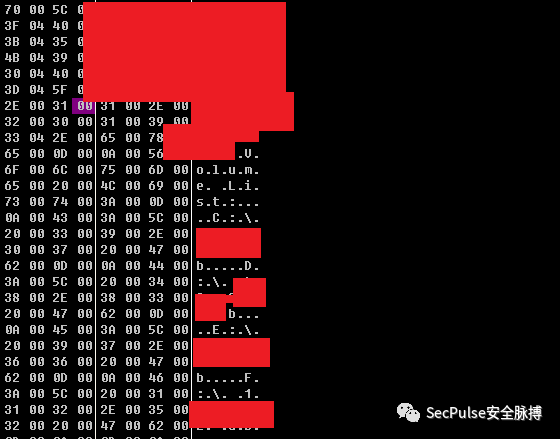 70 00 5C
3F 04 40
3B 04 35
4B 04 39
30 04 40
3D 04 5F
2E 00 31 00 31 00 2E 00
32 00 30 00 31 00 39 00
33 04 2E 00 65 00 78
65 00 0D 00 0A 00 56 .V.
6F 00 6C 00 75 00 6D 00 o.l.u.m.
65 00 20 00 4C 00 69 00 e. .L.i.
73 00 74 00 3A 00 0D 00 s.t.:...
0A 00 43 00 3A 00 5C 00 ..C.:.\.
20 00 33 00 39 00 2E 00
30 00 37 00 20 00 47 00
62 00 0D 00 0A 00 44 00 b.....D.
3A 00 5C 00 20 00 34 00 :.\.
38 00 2E 00 38 00 33 00
20 00 47 00 62 00 0D 00 b...
0A 00 45 00 3A 00 5C 00 ..E.:.\.
20 00 39 00 37 00 2E 00
36 00 36 00 20 00 47 00
62 00 0D 00 0A 00 46 00 b.....F.
3A 00 5C 00 20 00 31 00 :.\. .1.
31 00 32 00 2E 00 35 00
32 00 20 00 47 00 62 00
SecPulse安全脉搏